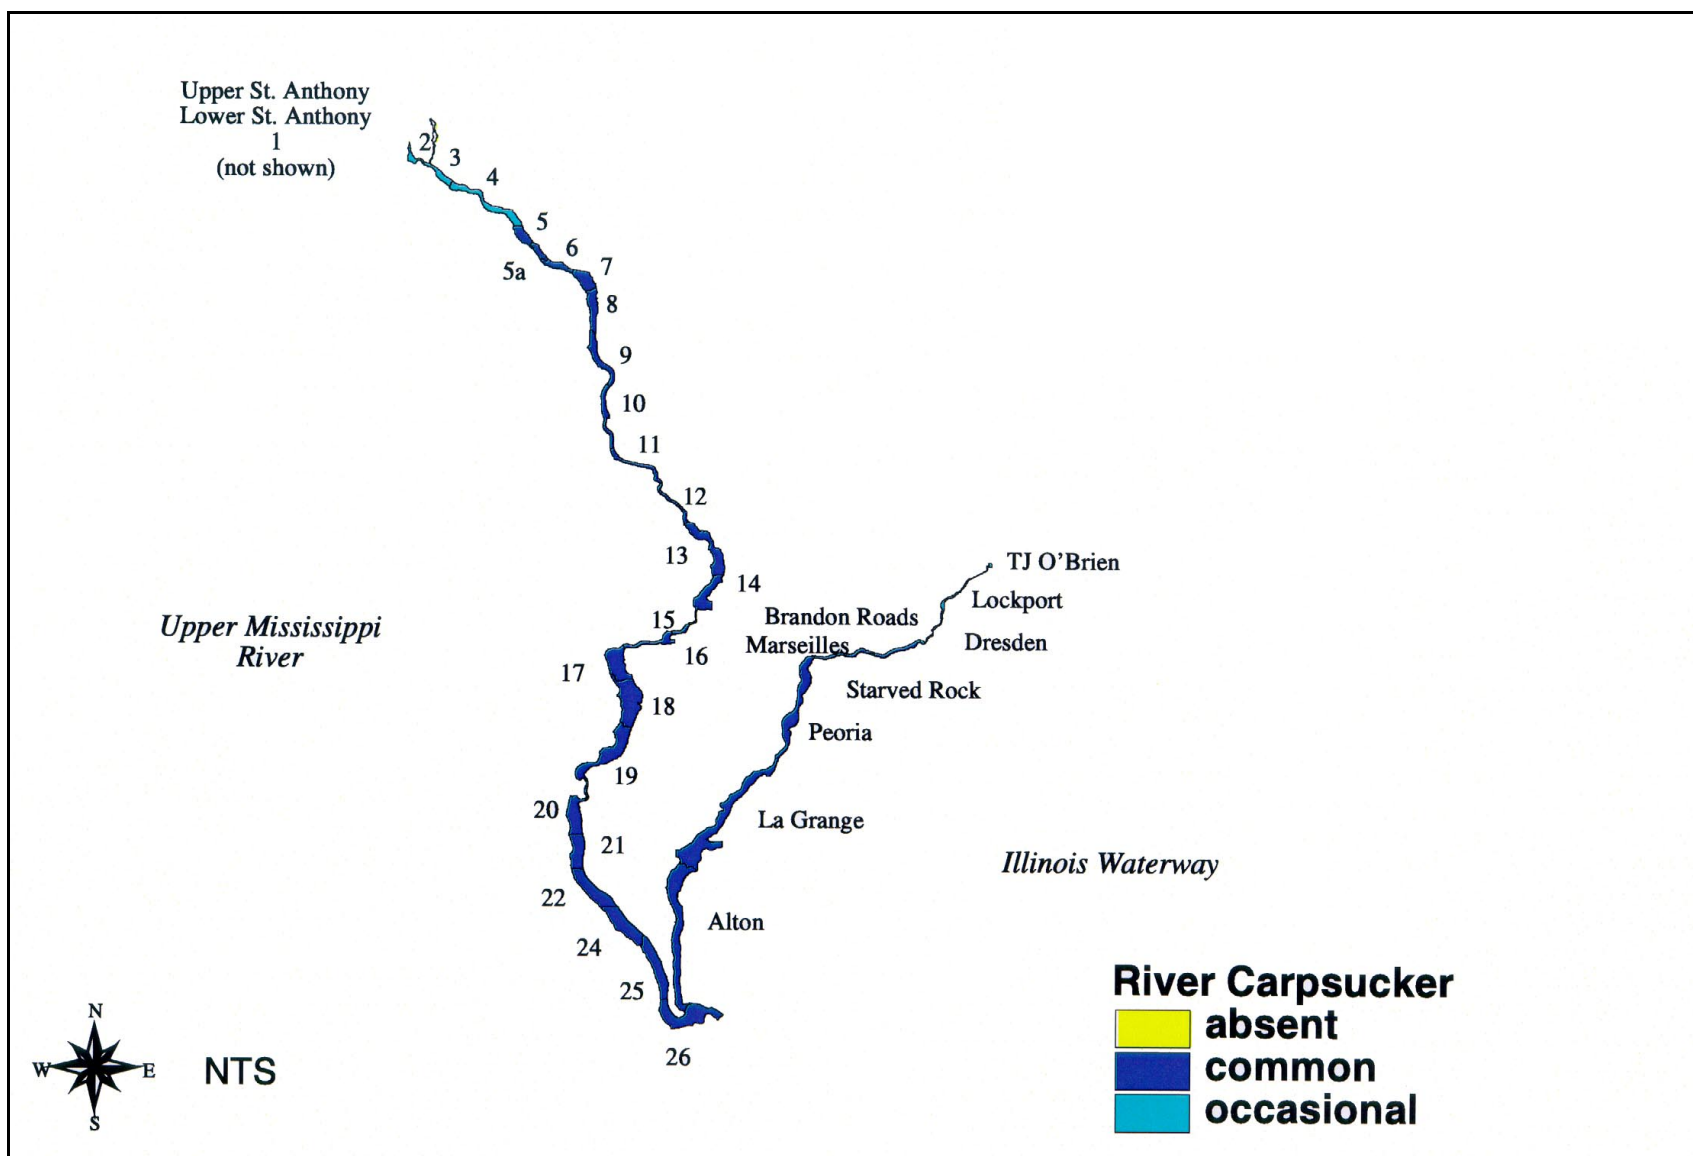 Upper St. Anthony
Lower St. Anthony
1
(not shown)
2
3
4
5
6
5a
7
8
9
10
11
12
13
14
TJ O'Brien
Lockport
15
Brandon Roads
Upper Mississippi
River
16
Marseilles
Dresden
17
18
Starved Rock
Peoria
19
20
La Grange
21
Illinois Waterway
22
Alton
24
25
26
River Carpsucker
absent
common
occasional
N
W
E
S
NTS